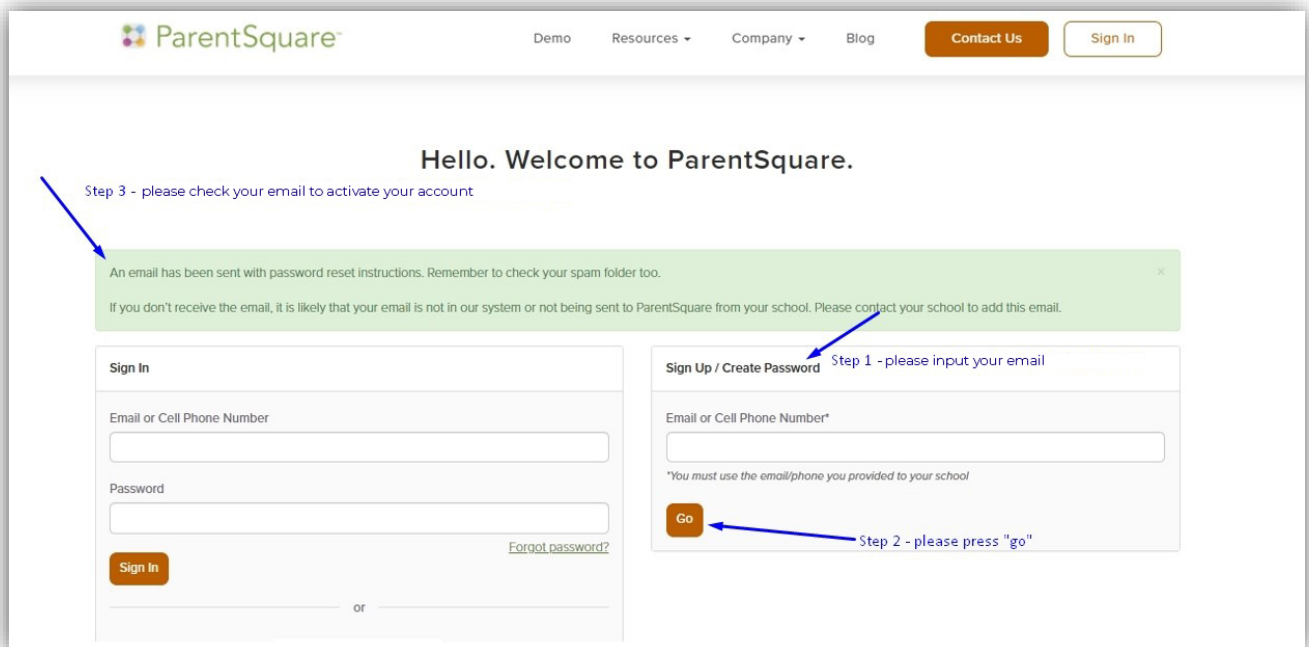 ParentSquare™
Demo Resources Company Blog Contact Us Sign In
Hello. Welcome to ParentSquare.
Step 3 - please check your email to activate your account
An email has been sent with password reset instructions. Remember to check your spam folder too. ×
If you don't receive the email, it is likely that your email is not in our system or not being sent to ParentSquare from your school. Please contact your school to add this email.
Sign In
Email or Cell Phone Number
Password
Forgot password?
Sign In
or
Sign Up / Create Password
Step 1 - please input your email
Email or Cell Phone Number*
*You must use the email/phone you provided to your school
Go
Step 2 - please press "go"